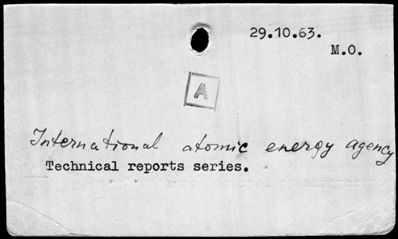 29.10.63.
M.O.
A
International atomic energy agency
Technical reports series.